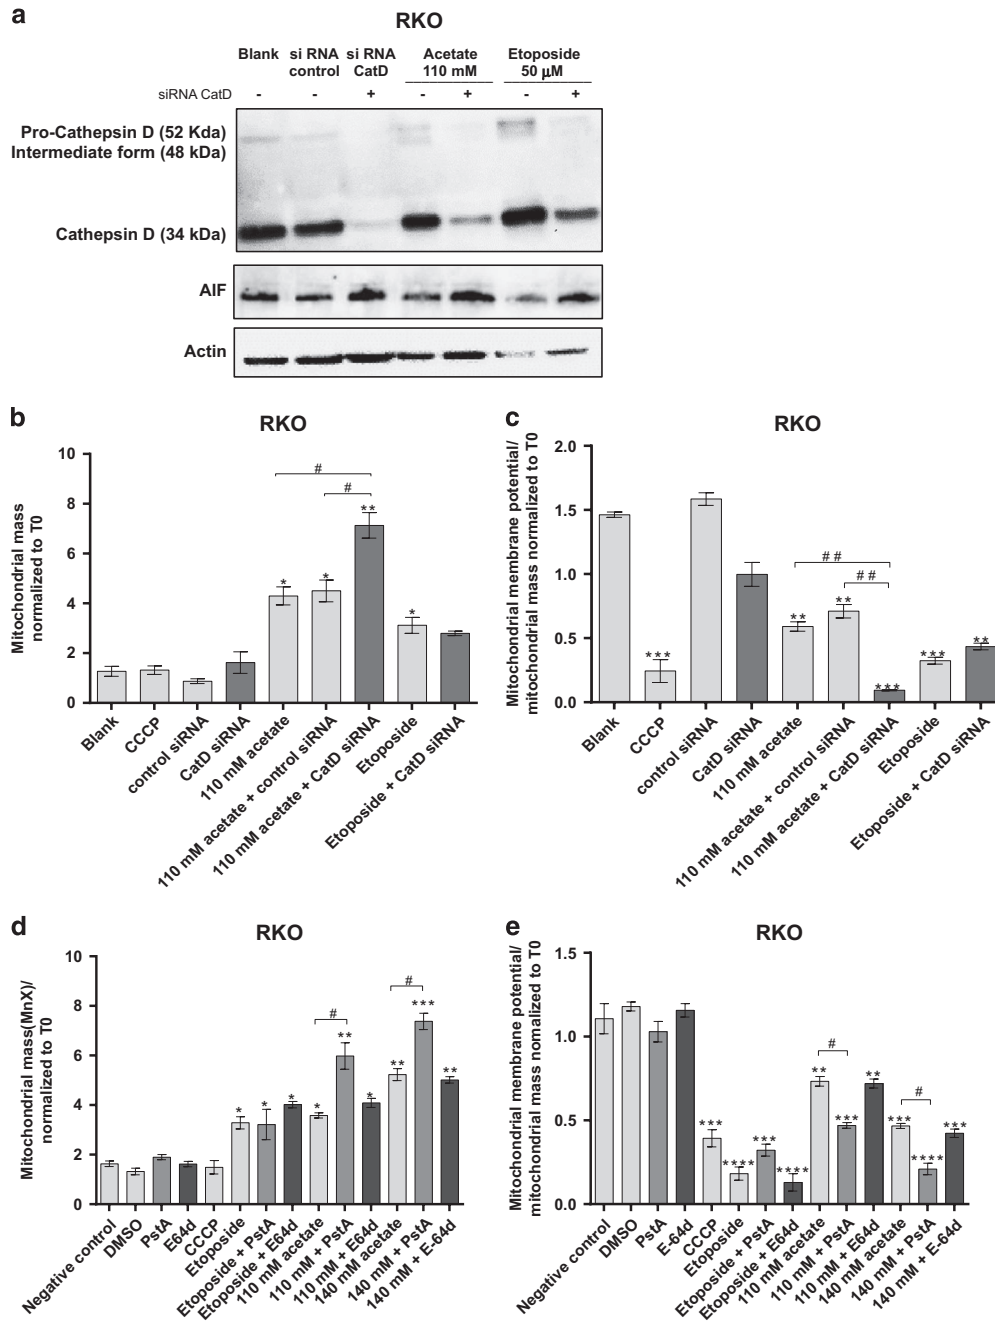 a
RKO
Blank si RNA si RNA Acetate Etoposide
control CatD 110 mM 50 µM
siRNA CatD - - + - + - +
Pro-Cathepsin D (52 Kda)
Intermediate form (48 kDa)
Cathepsin D (34 kDa)
AIF
Actin
b
RKO
Mitochondrial mass
normalized to T0
10
8
6
4
2
0
#
#
*
*
**
*
Blank
CCCP
control siRNA
CatD siRNA
110 mM acetate
110 mM acetate + control siRNA
110 mM acetate + CatD siRNA
Etoposide
Etoposide + CatD siRNA
c
RKO
Mitochondrial membrane potential/
mitochondrial mass normalized to T0
2.0
1.5
1.0
0.5
0.0
# #
# #
***
**
**
***
***
**
Blank
CCCP
control siRNA
CatD siRNA
110 mM acetate
110 mM acetate + control siRNA
110 mM acetate + CatD siRNA
Etoposide
Etoposide + CatD siRNA
d
RKO
Mitochondrial mass(MnX)/
normalized to T0
10
8
6
4
2
0
#
#
*
*
*
*
**
*
**
***
**
Negative control
DMSO
PstA
E64d
CCCP
Etoposide
Etoposide + PstA
Etoposide + E64d
110 mM acetate
110 mM + PstA
110 mM + E64d
140 mM acetate
140 mM + PstA
140 mM + E-64d
e
RKO
Mitochondrial membrane potential/
mitochondrial mass nomalized to T0
1.5
1.0
0.5
0.0
#
#
***
****
***
****
**
***
**
***
****
***
Negative control
DMSO
PstA
E-64d
CCCP
Etoposide
Etoposide + PstA
Etoposide + E64d
110 mM acetate
110 mM + PstA
110 mM + E64d
140 mM acetate
140 mM + PstA
140 mM + E-64d